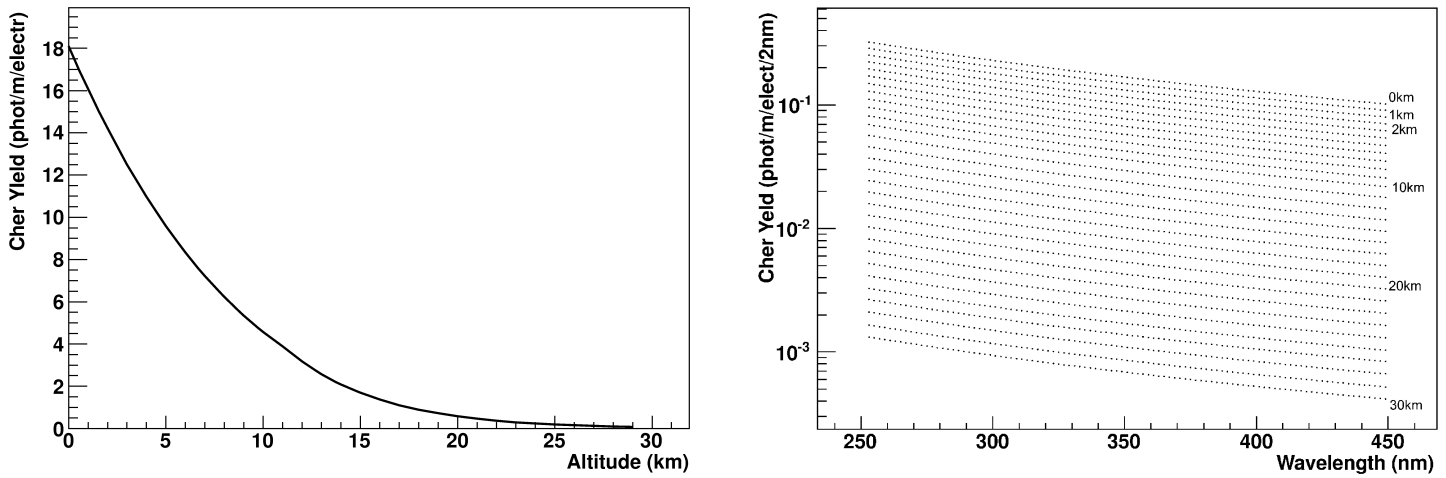 Cher Yield (phot/m/electr)
18
16
14
12
10
8
6
4
2
0
0 5 10 15 20 25 30
Altitude (km)
Cher Yeld (phot/m/elect/2nm)
10-1
10-2
10-3
0km
1km
2km
10km
20km
30km
250 300 350 400 450
Wavelength (nm)